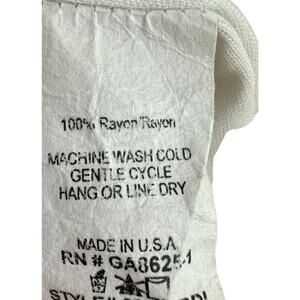 100% Rayon/Rayon
MACHINE WASH COLD
GENTLE CYCLE
HANG OR LINE DRY
MADE IN U.S.A.
RN # GA86251